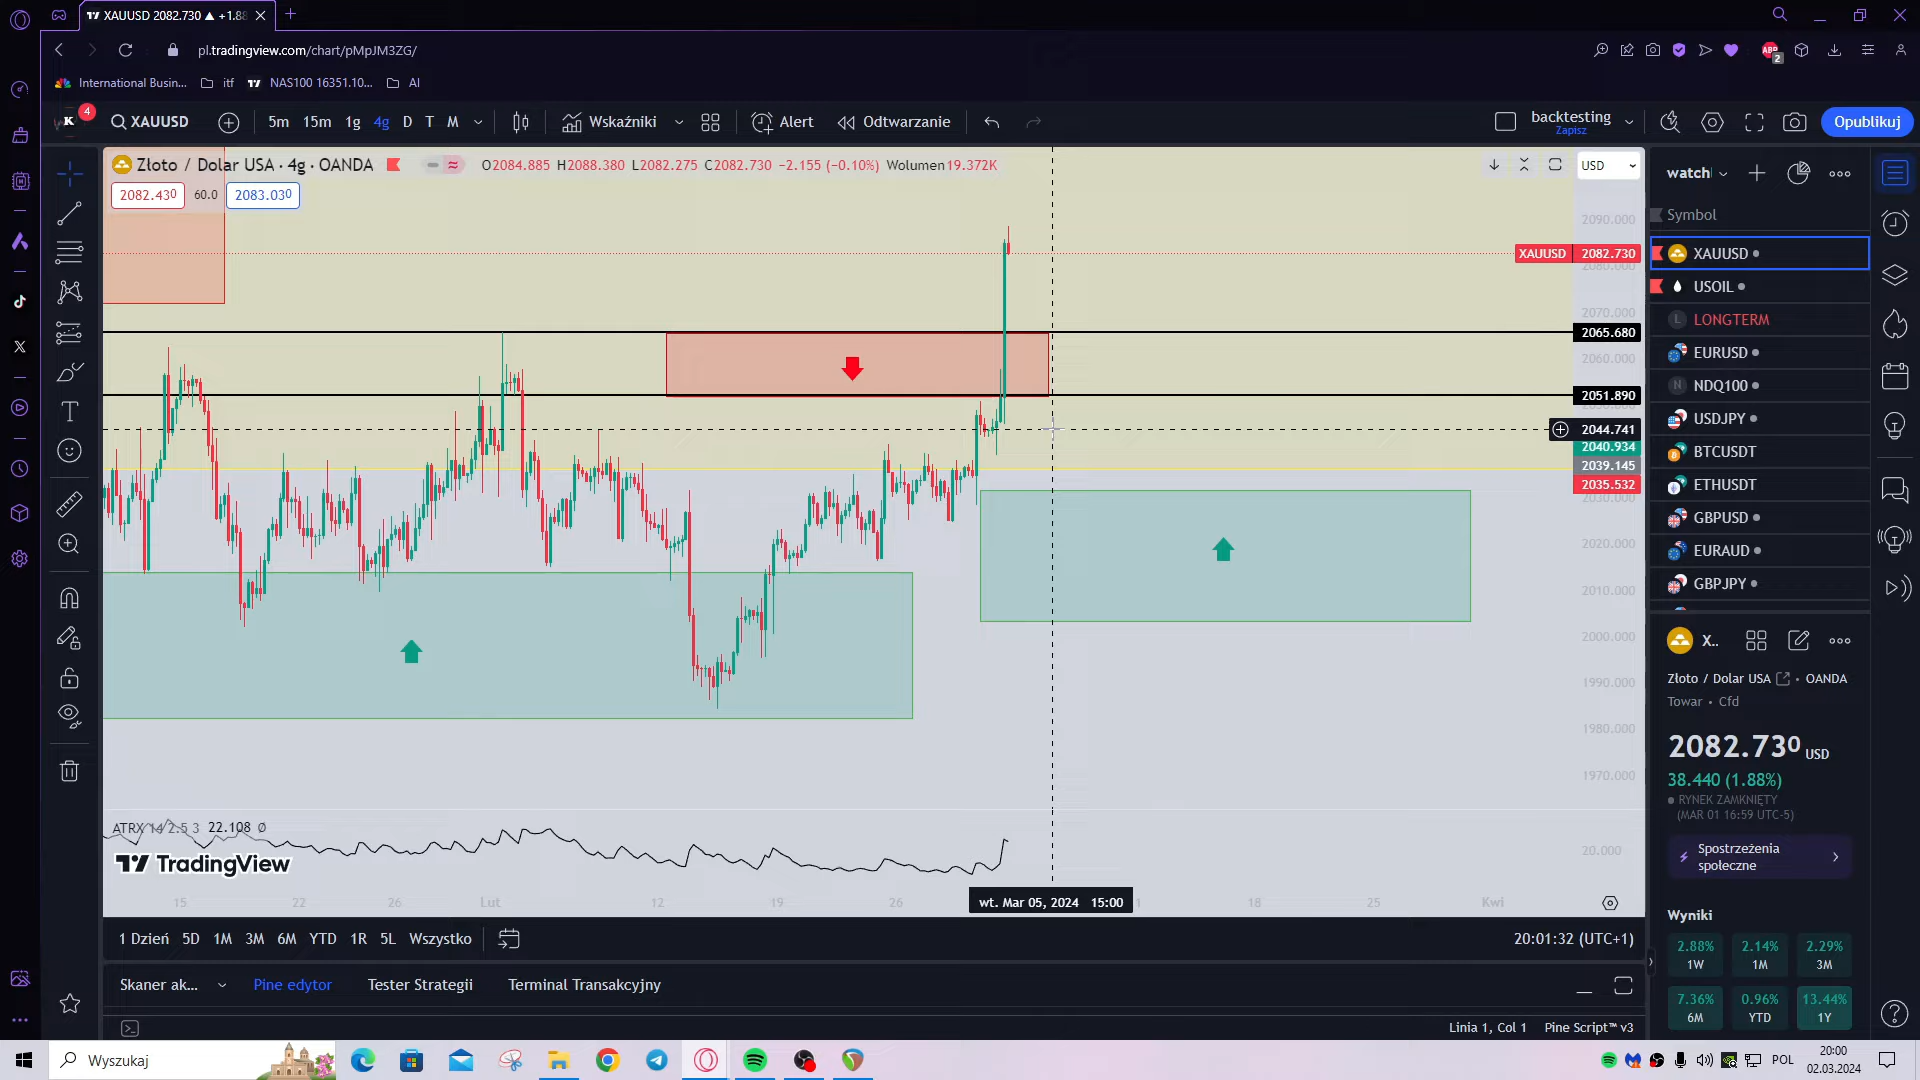 XAUUSD 2082.730 ▲ +1.88
pl.tradingview.com/chart/pMpJM3ZG/
ABP
2
International Busin...
itf
NAS100 16351.10...
AI
4
K
XAUUSD
5m
15m
1g
4g
D
T
M
Wskaźniki
Alert
Odtwarzanie
backtesting
Zapisz
Opublikuj
Złoto / Dolar USA · 4g · OANDA
O2084.885 H2088.380 L2082.275 C2082.730 −2.155 (−0.10%) Wolumen19.372K
USD
2082.430
60.0
2083.030
2090.000
XAUUSD 2082.730
2080.000
2070.000
2065.680
2060.000
2051.890
2044.741
2040.934
2039.145
2035.532
2030.000
2020.000
2010.000
2000.000
1990.000
1980.000
1970.000
ATRX 14 2.5 3 22.108 Ø
TradingView
20.000
15
22
26
Lut
12
19
26
wt. Mar 05, 2024 15:00
1
18
25
Kwi
1 Dzień
5D
1M
3M
6M
YTD
1R
5L
Wszystko
20:01:32 (UTC+1)
Skaner ak...
Pine edytor
Tester Strategii
Terminal Transakcyjny
Linia 1, Col 1
Pine Script™ v3
watchl
Symbol
XAUUSD
USOIL
L LONGTERM
EURUSD
N NDQ100
USDJPY
BTCUSDT
ETHUSDT
GBPUSD
EURAUD
GBPJPY
X..
Złoto / Dolar USA • OANDA
Towar • Cfd
2082.730 USD
38.440 (1.88%)
RYNEK ZAMKNIĘTY
(MAR 01 16:59 UTC-5)
Spostrzeżenia
społeczne
Wyniki
2.88%
1W
2.14%
1M
2.29%
3M
7.36%
6M
0.96%
YTD
13.44%
1Y
Wyszukaj
POL
20:00
02.03.2024